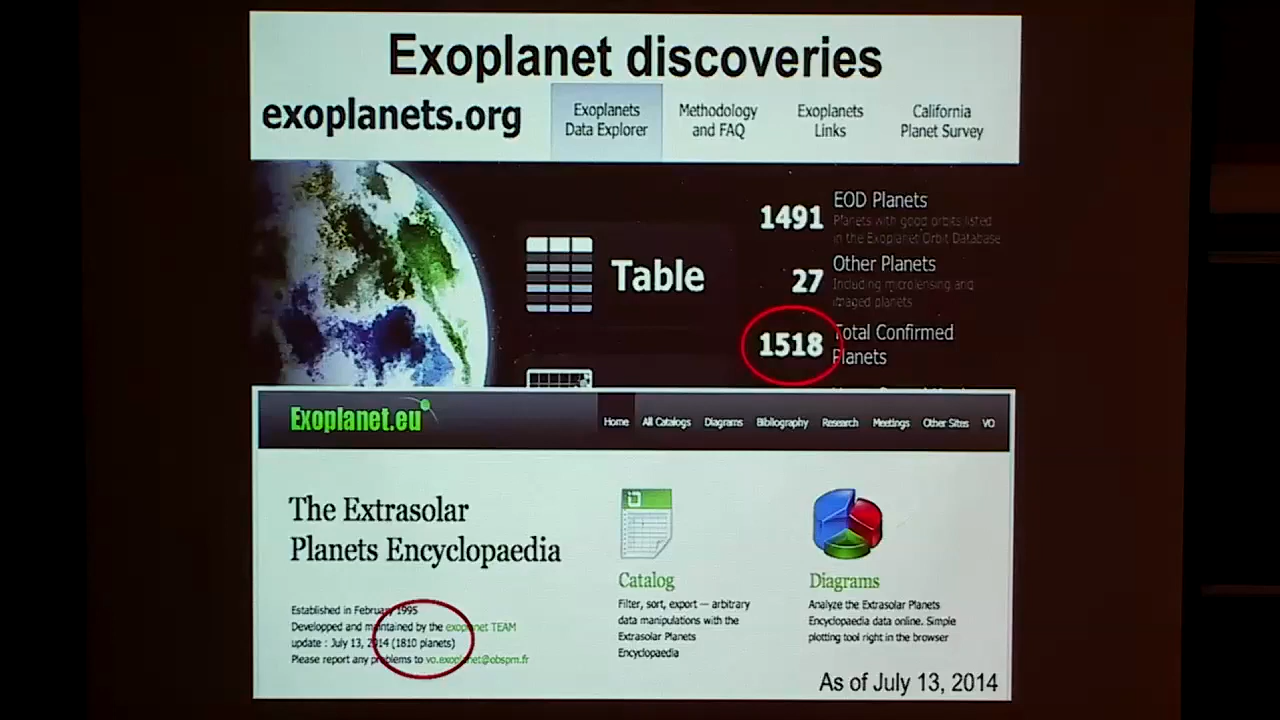 Exoplanet discoveries
exoplanets.org
Exoplanets
Data Explorer
Methodology
and FAQ
Exoplanets
Links
California
Planet Survey
1491
EOD Planets
Planets with good orbits listed
in the Exoplanet Orbit Database
Table
27
Other Planets
Including microlensing and
imaged planets
1518
Total Confirmed
Planets
Exoplanet.eu
Home All Catalogs Diagrams Bibliography Research Meetings Other Sites VO
The Extrasolar
Planets Encyclopaedia
Established in February 1995
Developped and maintained by the exoplanet TEAM
update : July 13, 2014 (1810 planets)
Please report any problems to vo.exoplanet@obspm.fr
Catalog
Filter, sort, export — arbitrary
data manipulations with the
Extrasolar Planets
Encyclopaedia
Diagrams
Analyze the Extrasolar Planets
Encyclopaedia data online. Simple
plotting tool right in the browser
As of July 13, 2014